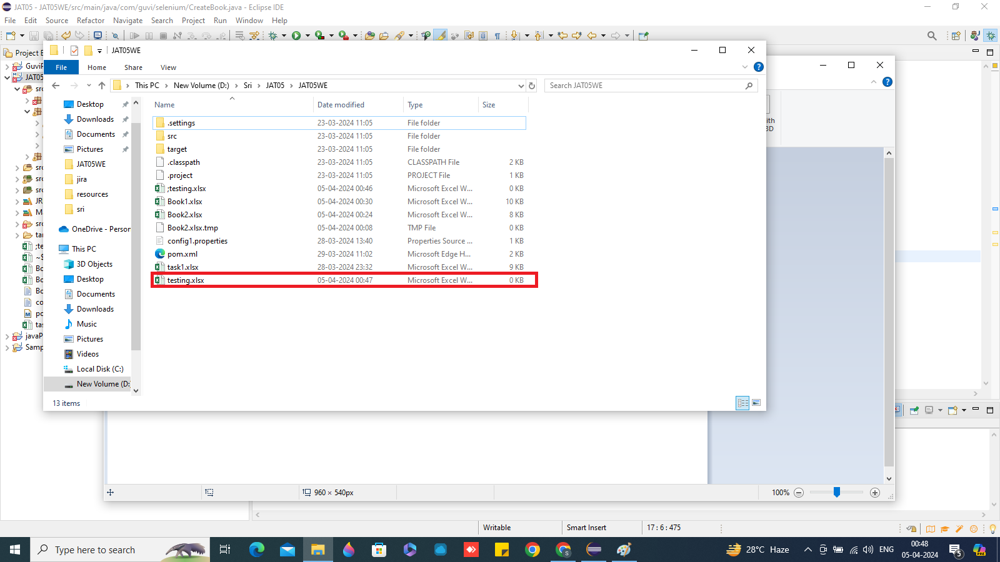 JAT05 - JAT05WE/src/main/java/com/guvi/selenium/CreateBook.java - Eclipse IDE
File Edit Source Refactor Navigate Search Project Run Window Help
Project E
JAT05WE
File Home Share View
This PC > New Volume (D:) > Sri > JAT05 > JAT05WE
Search JAT05WE
Name Date modified Type Size
.settings 23-03-2024 11:05 File folder
src 23-03-2024 11:05 File folder
target 23-03-2024 11:05 File folder
.classpath 23-03-2024 11:05 CLASSPATH File 2 KB
.project 23-03-2024 11:05 PROJECT File 1 KB
;testing.xlsx 05-04-2024 00:46 Microsoft Excel W... 0 KB
Book1.xlsx 05-04-2024 00:30 Microsoft Excel W... 10 KB
Book2.xlsx 05-04-2024 00:24 Microsoft Excel W... 8 KB
Book2.xlsx.tmp 05-04-2024 00:08 TMP File 0 KB
config1.properties 28-03-2024 13:40 Properties Source ... 1 KB
pom.xml 29-03-2024 11:02 Microsoft Edge H... 2 KB
task1.xlsx 28-03-2024 23:32 Microsoft Excel W... 9 KB
testing.xlsx 05-04-2024 00:47 Microsoft Excel W... 0 KB
Desktop
Downloads
Documents
Pictures
JAT05WE
jira
resources
sri
OneDrive - Person
This PC
3D Objects
Desktop
Documents
Downloads
Music
Pictures
Videos
Local Disk (C:)
New Volume (D:
13 items
GuviP
JAT05
src
JR
M
src
tar
;te
~$
Bo
Bo
Bo
co
po
tas
javaP
Samp
ith
3D
960 × 540px
100%
Writable Smart Insert 17 : 6 : 475
Type here to search
28°C Haze
ENG
00:48
05-04-2024
5
PRE